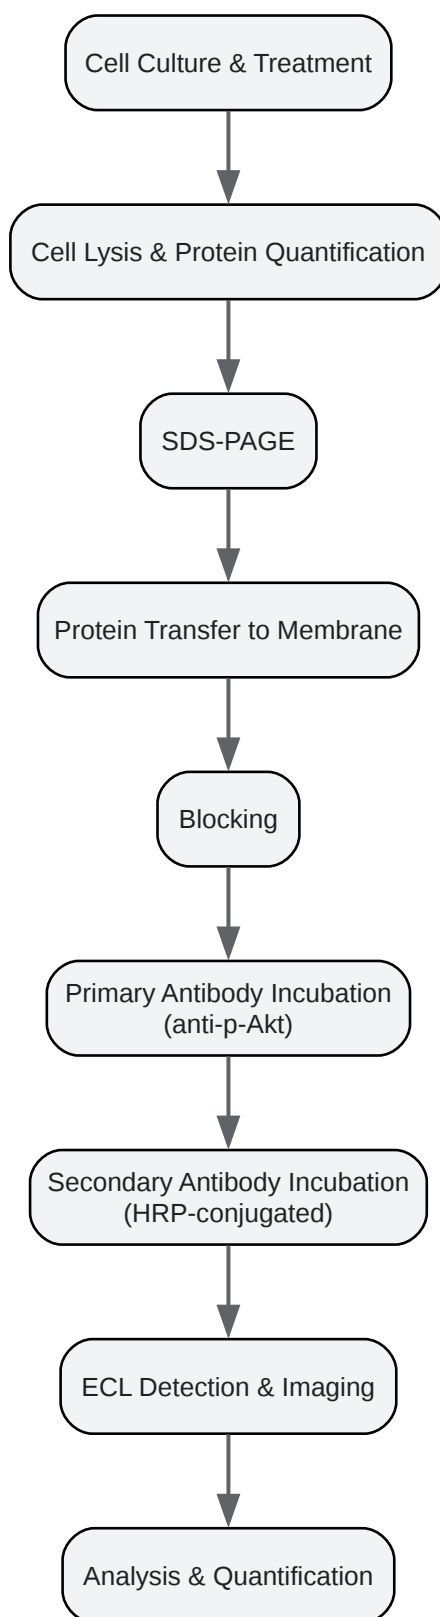 Cell Culture & Treatment
Cell Lysis & Protein Quantification
SDS-PAGE
Protein Transfer to Membrane
Blocking
Primary Antibody Incubation
(anti-p-Akt)
Secondary Antibody Incubation
(HRP-conjugated)
ECL Detection & Imaging
Analysis & Quantification